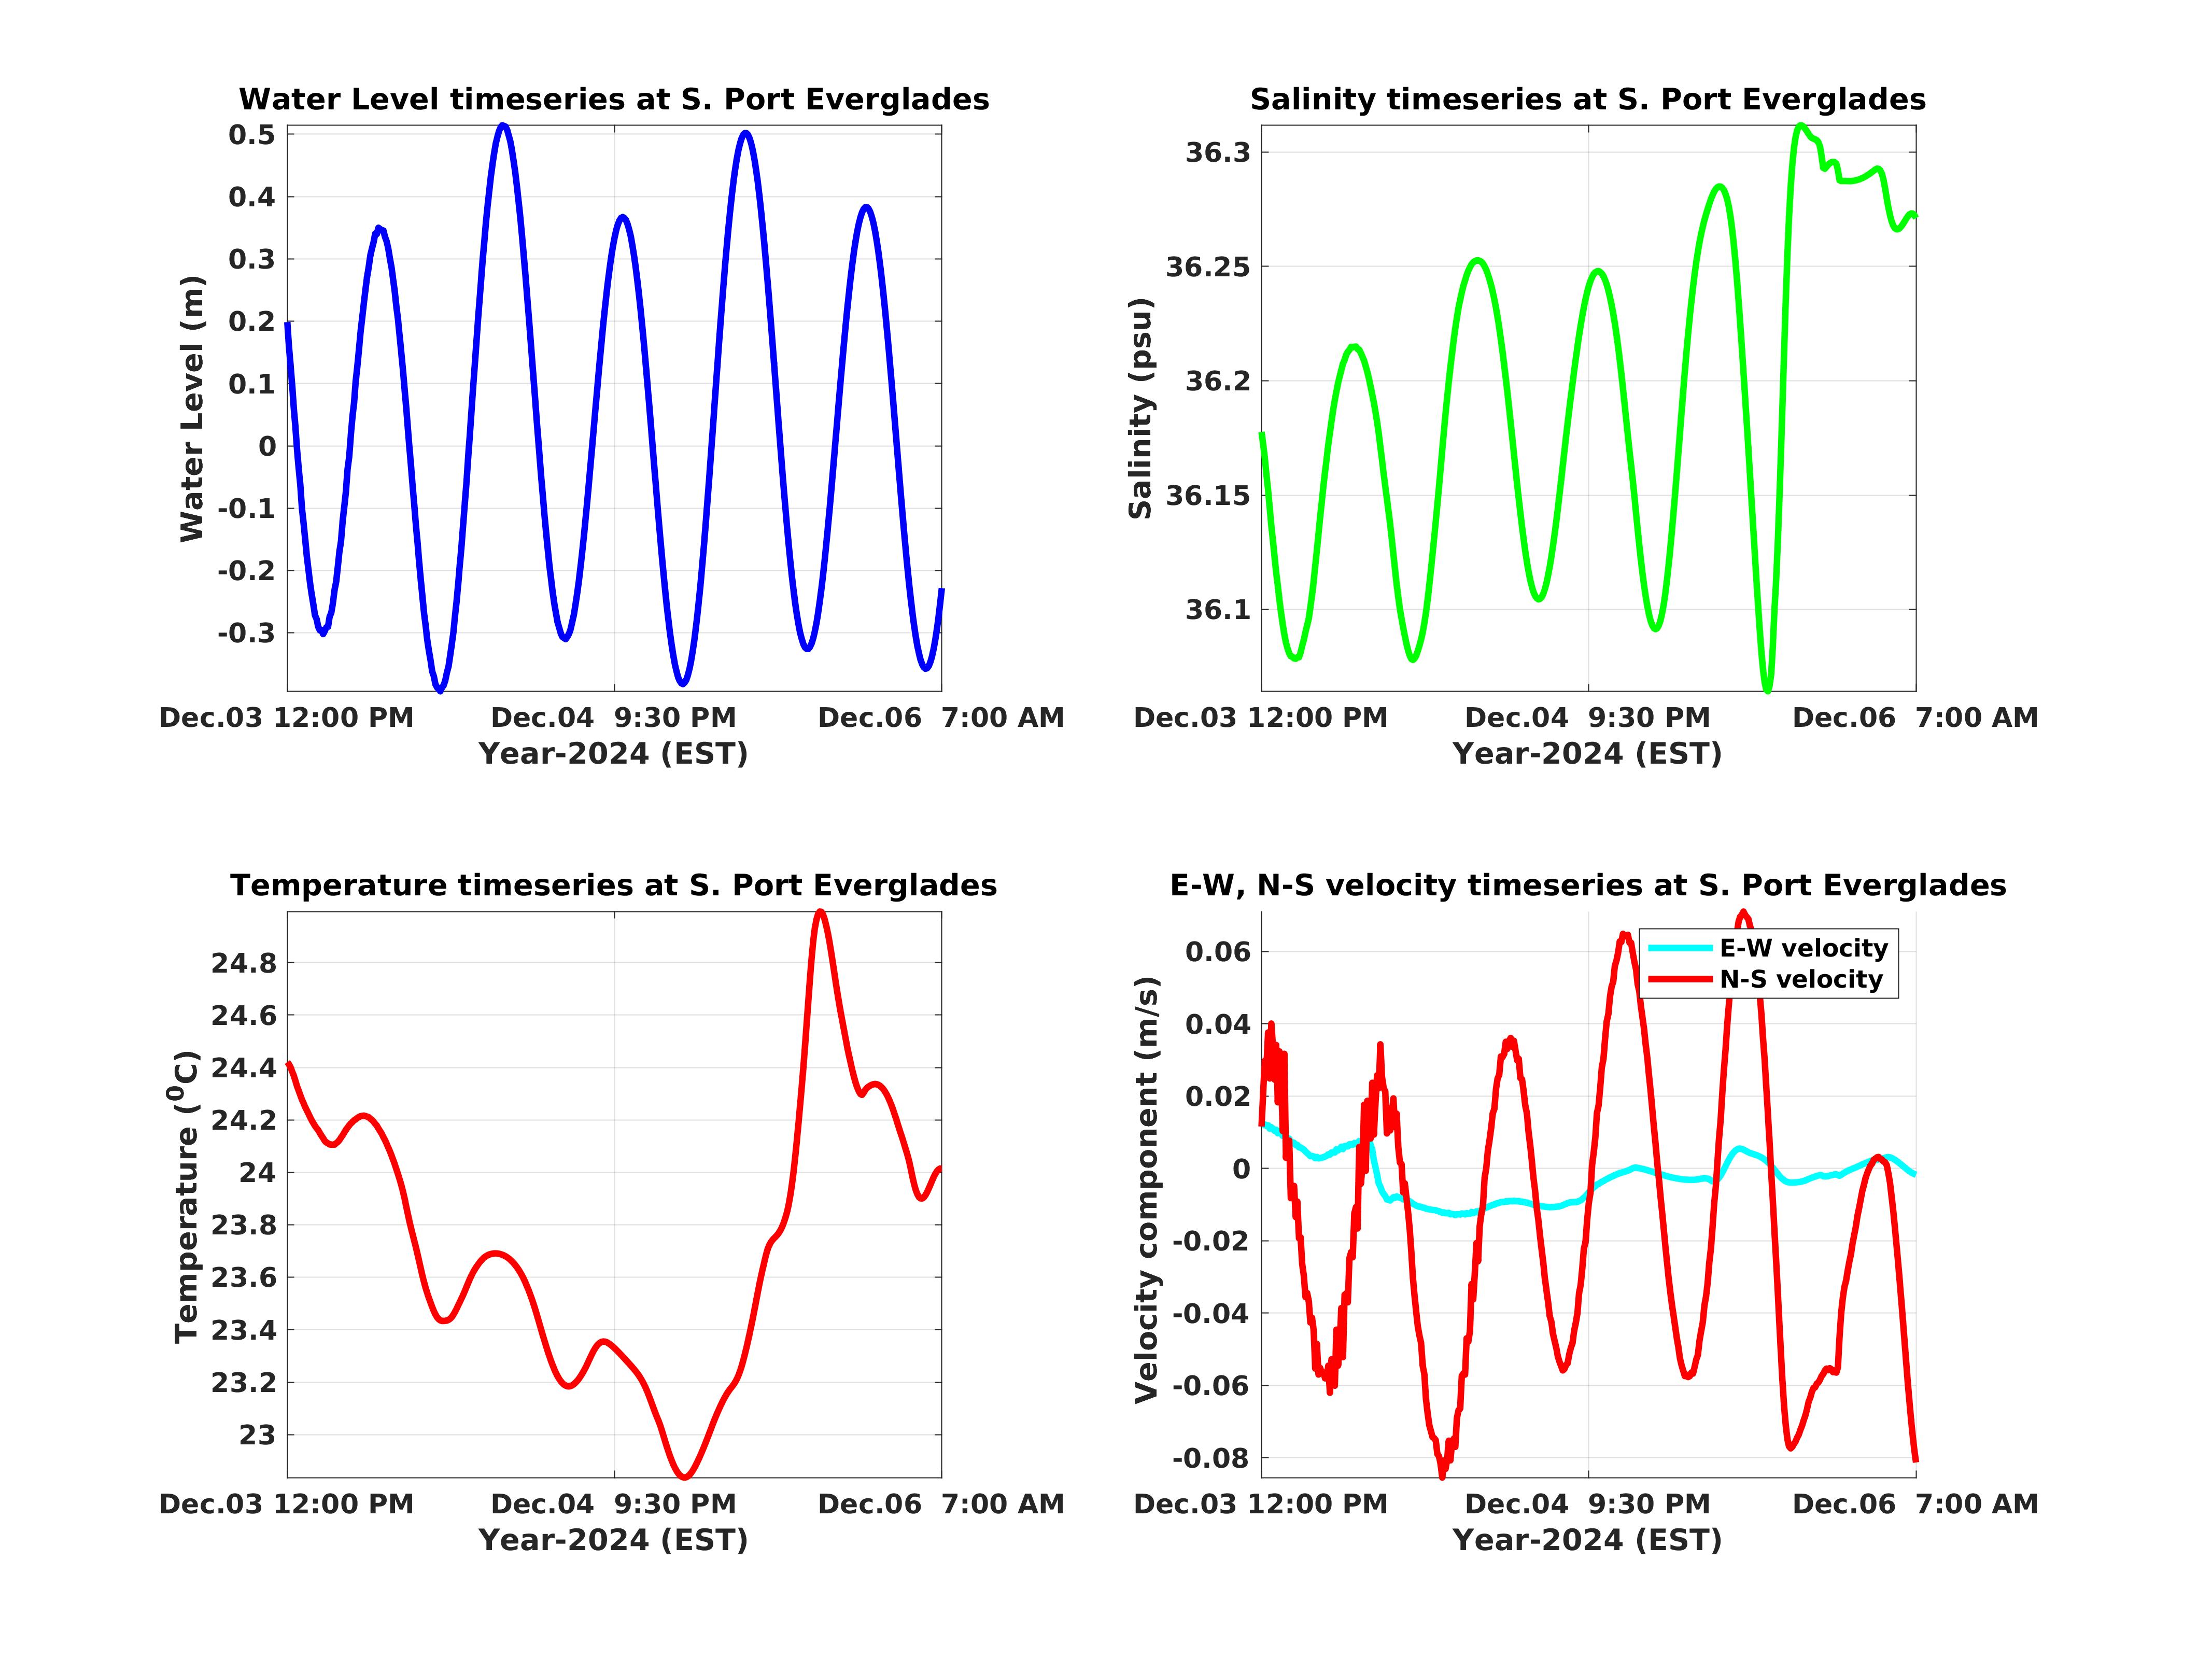 Water Level timeseries at S. Port Everglades
0.5
0.4
0.3
0.2
0.1
0
-0.1
-0.2
-0.3
Water Level (m)
Dec.03 12:00 PM
Dec.04 9:30 PM
Dec.06 7:00 AM
Year-2024 (EST)
Salinity timeseries at S. Port Everglades
36.3
36.25
36.2
36.15
36.1
Salinity (psu)
Dec.03 12:00 PM
Dec.04 9:30 PM
Dec.06 7:00 AM
Year-2024 (EST)
Temperature timeseries at S. Port Everglades
24.8
24.6
24.4
24.2
24
23.8
23.6
23.4
23.2
23
Temperature (⁰C)
Dec.03 12:00 PM
Dec.04 9:30 PM
Dec.06 7:00 AM
Year-2024 (EST)
E-W, N-S velocity timeseries at S. Port Everglades
0.06
0.04
0.02
0
-0.02
-0.04
-0.06
-0.08
Velocity component (m/s)
E-W velocity
N-S velocity
Dec.03 12:00 PM
Dec.04 9:30 PM
Dec.06 7:00 AM
Year-2024 (EST)